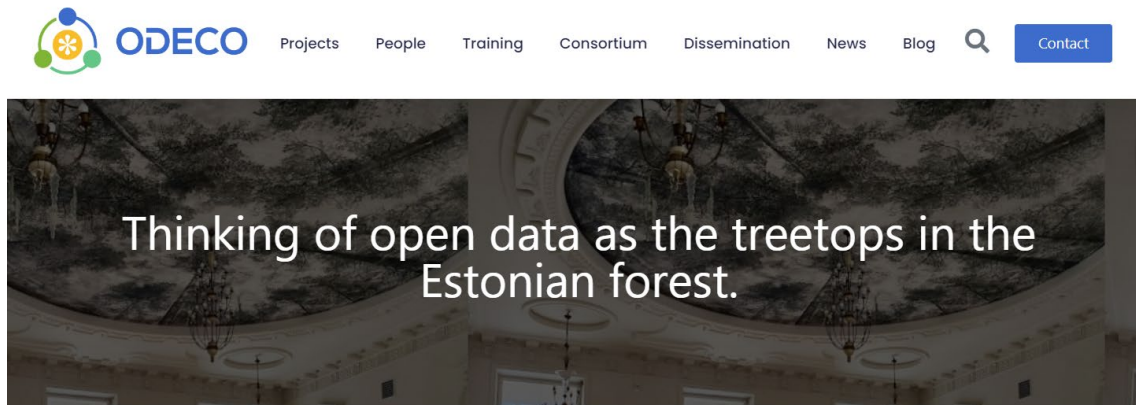 ODECO
Projects People Training Consortium Dissemination News Blog Contact
Thinking of open data as the treetops in the
Estonian forest.